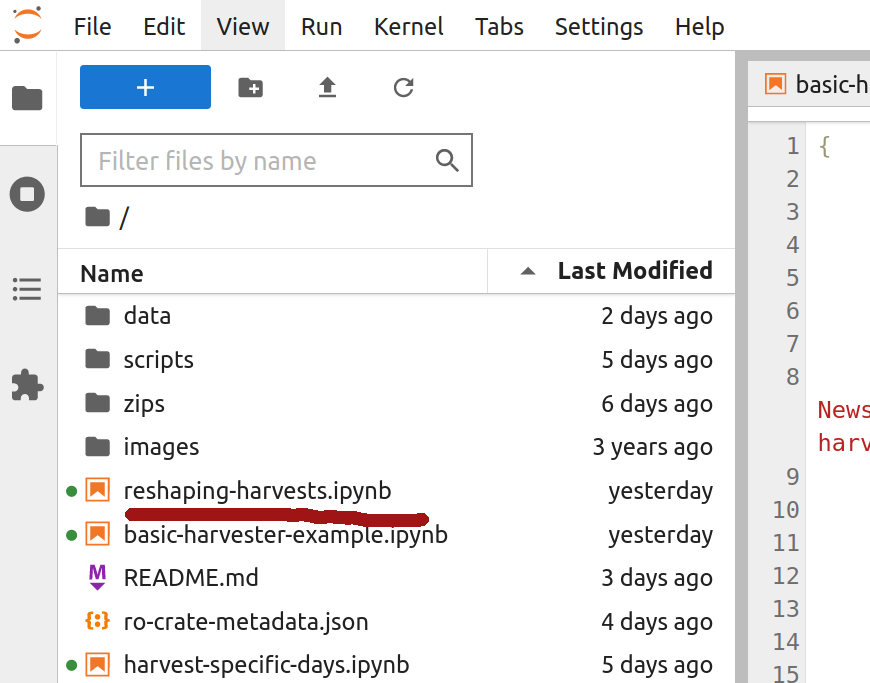 File Edit View Run Kernel Tabs Settings Help
+
Filter files by name
/
Name Last Modified
data 2 days ago
scripts 5 days ago
zips 6 days ago
images 3 years ago
reshaping-harvests.ipynb yesterday
basic-harvester-example.ipynb yesterday
README.md 3 days ago
ro-crate-metadata.json 4 days ago
harvest-specific-days.ipynb 5 days ago
basic-h
1 {
2
3
4
5
6
7
8
News
harv
9
10
11
12
13
14
15